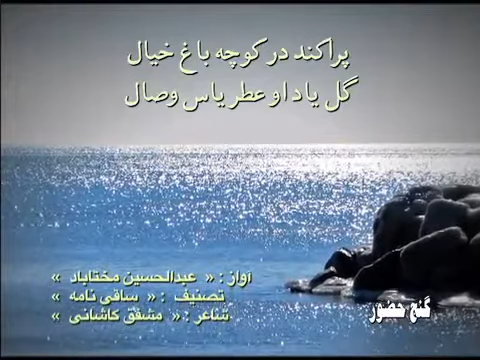 پراکند در کوچه باغ خیال
گل یاد او عطر یاس وصال
آواز : « عبدالحسین مختاباد »
تصنیف : « ساقی نامه »
شاعر : « مشفق کاشانی »
گنج حضور